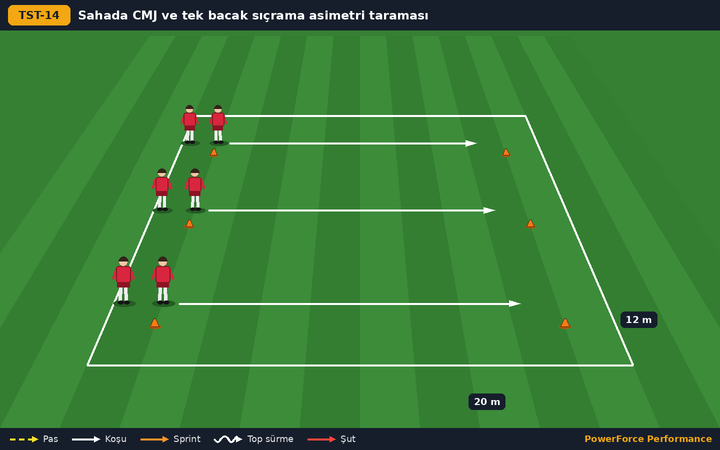 TST-14 Sahada CMJ ve tek bacak sıçrama asimetri taraması
12 m
20 m
Pas Koşu Sprint Top sürme Şut PowerForce Performance